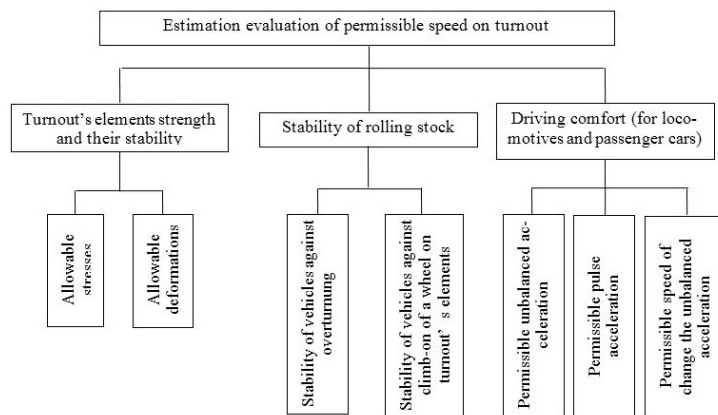 Estimation evaluation of permissible speed on turnout
Turnout's elements strength
and their stability
Stability of rolling stock
Driving comfort (for loco-
motives and passenger cars)
Allowable
stresses
Allowable
deformations
Stability of vehicles against
overturnung
Stability of vehicles against
climb-on of a wheel on
turnout's elements
Permissible unbalanced ac-
celeration
Permissible pulse
acceleration
Permissible speed of
change the unbalanced
acceleration